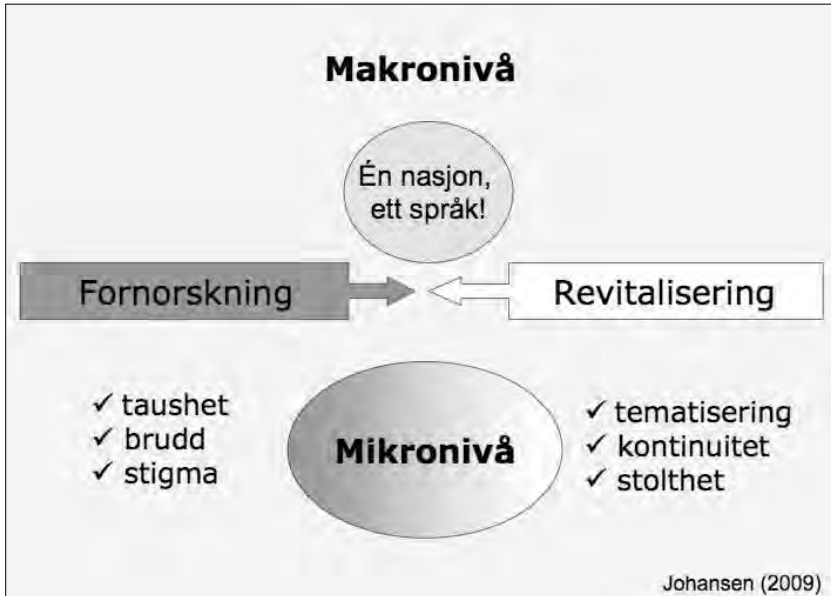 Makronivå
Én nasjon,
ett språk!
Fornorskning
Revitalisering
✓ taushet
✓ brudd
✓ stigma
Mikronivå
✓ tematisering
✓ kontinuitet
✓ stolthet
Johansen (2009)